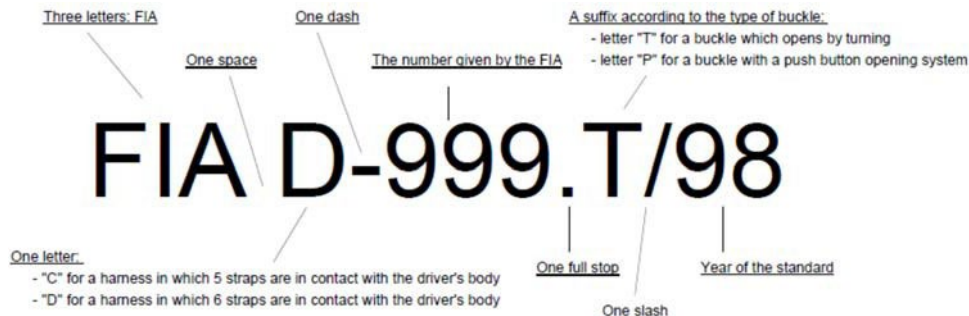 Three letters: FIA
One dash
A suffix according to the type of buckle:
- letter "T" for a buckle which opens by turning
- letter "P" for a buckle with a push button opening system
One space
The number given by the FIA
FIA D-999.T/98
One letter:
- "C" for a harness in which 5 straps are in contact with the driver's body
- "D" for a harness in which 6 straps are in contact with the driver's body
One full stop
Year of the standard
One slash